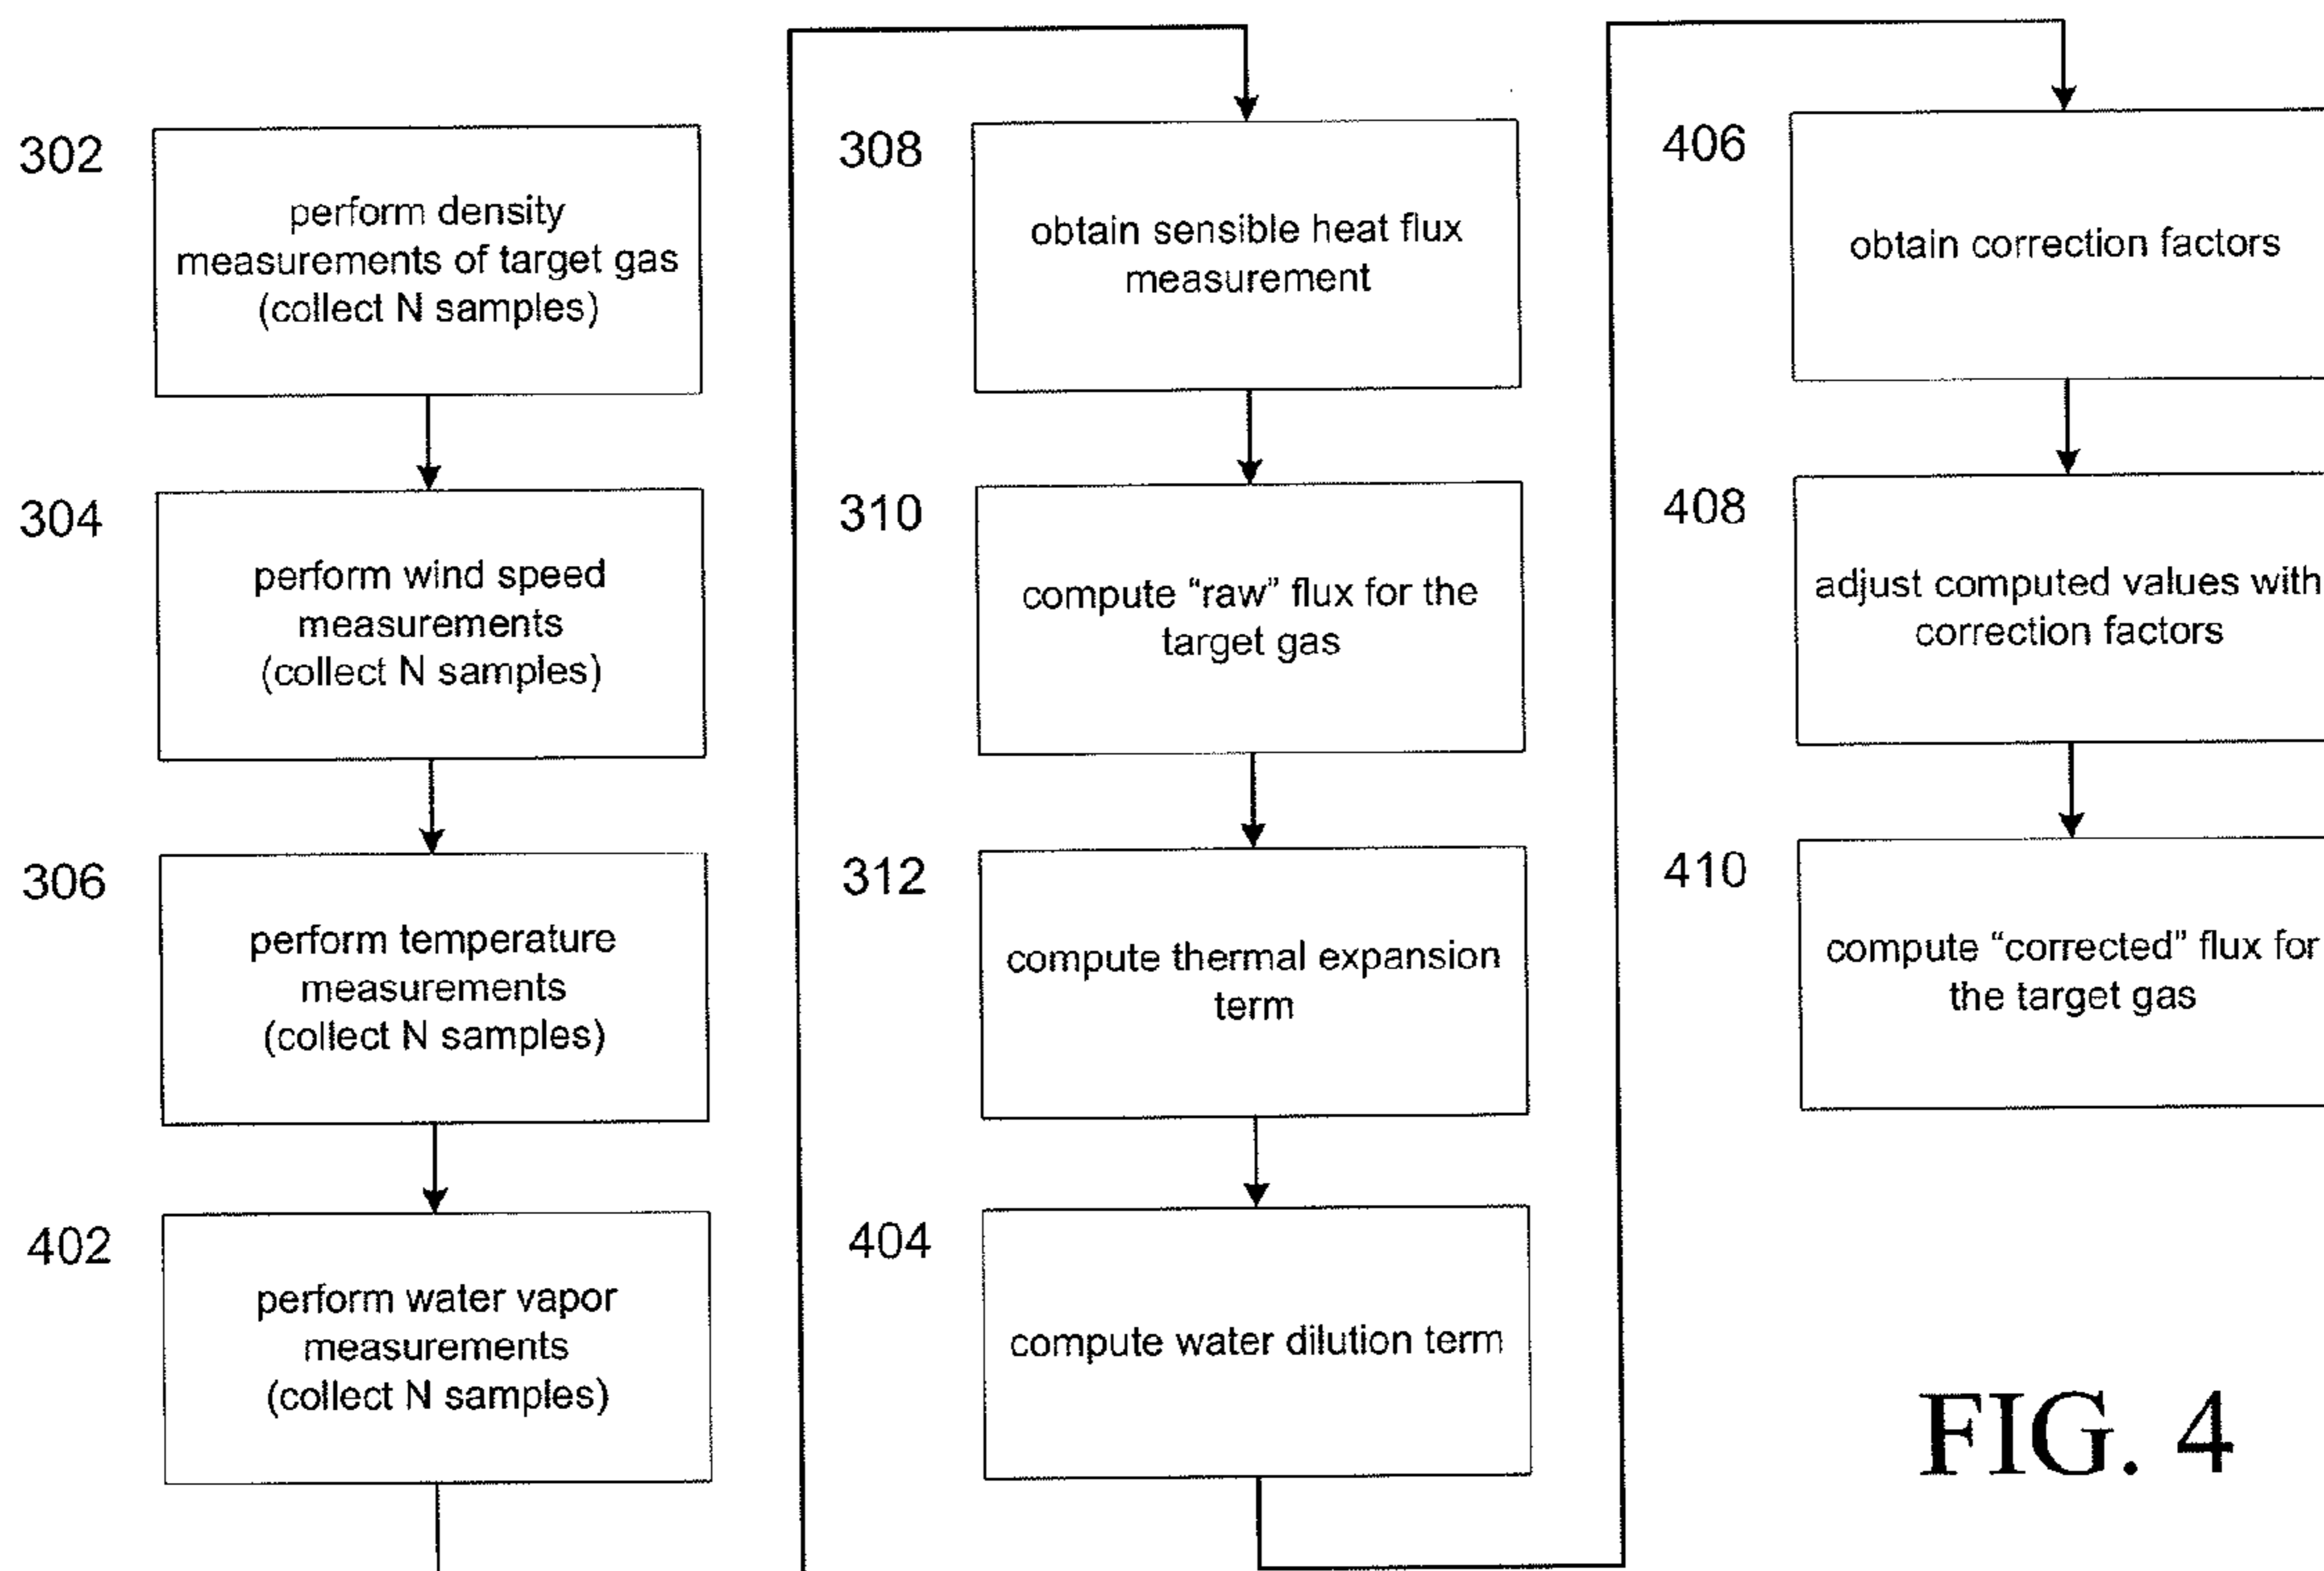 302
perform density
measurements of target gas
(collect N samples)
304
perform wind speed
measurements
(collect N samples)
306
perform temperature
measurements
(collect N samples)
402
perform water vapor
measurements
(collect N samples)
308
obtain sensible heat flux
measurement
310
compute “raw” flux for the
target gas
312
compute thermal expansion
term
404
compute water dilution term
406
obtain correction factors
408
adjust computed values with
correction factors
410
compute “corrected” flux for
the target gas
FIG. 4